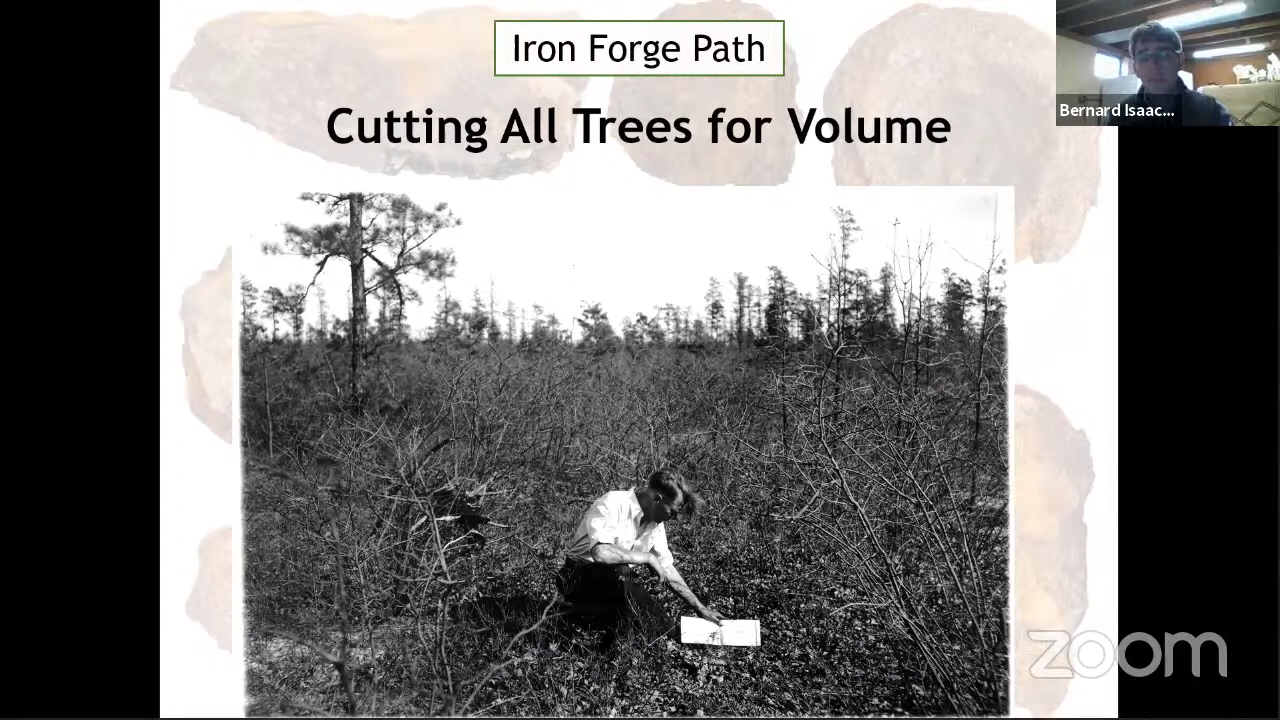 Iron Forge Path
Cutting All Trees for Volume
Bernard Isaac...
zoom